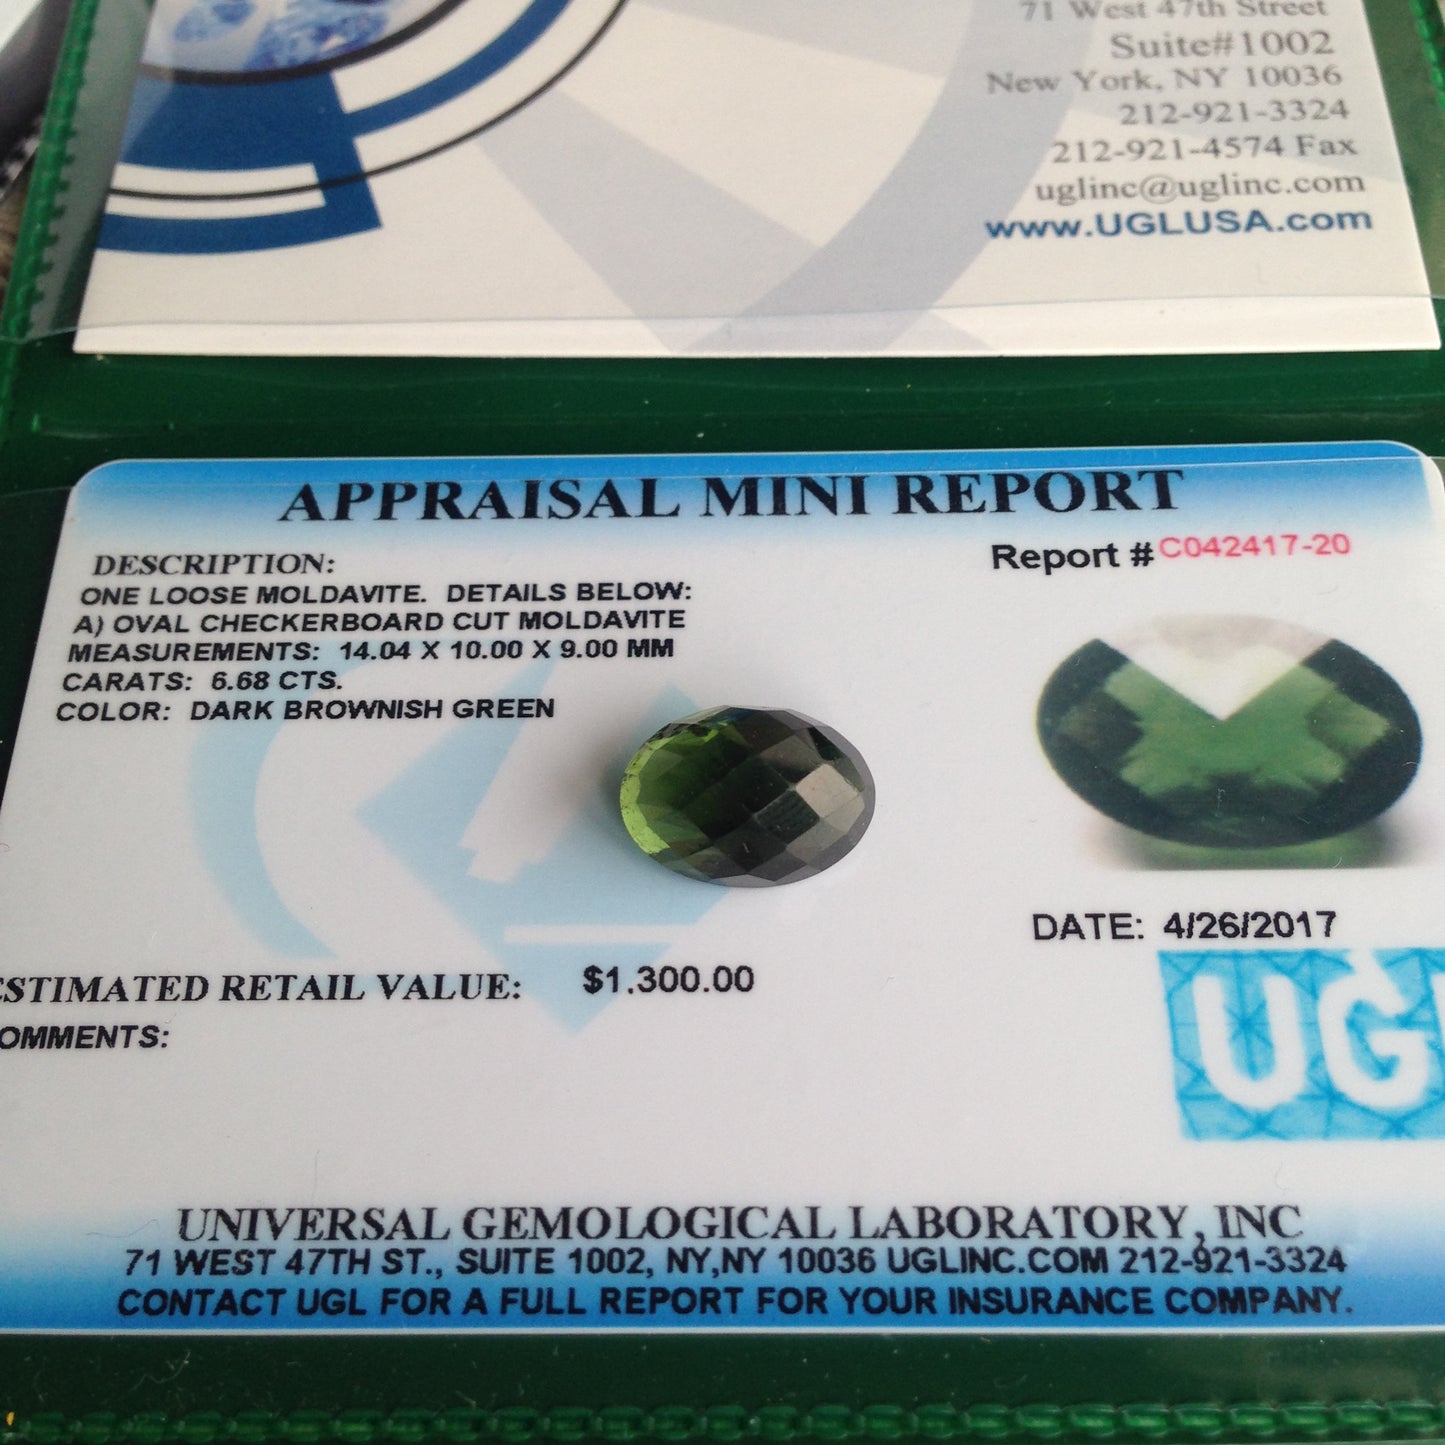 71 West 47th Street
Suite#1002
New York, NY 10036
212-921-3324
212-921-4574 Fax
uglinc@uglinc.com
www.UGLUSA.com
APPRAISAL MINI REPORT
DESCRIPTION:
Report # C042417-20
ONE LOOSE MOLDAVITE. DETAILS BELOW:
A) OVAL CHECKERBOARD CUT MOLDAVITE
MEASUREMENTS: 14.04 X 10.00 X 9.00 MM
CARATS: 6.68 CTS.
COLOR: DARK BROWNISH GREEN
DATE: 4/26/2017
ESTIMATED RETAIL VALUE: $1.300.00
OMMENTS:
UG
UNIVERSAL GEMOLOGICAL LABORATORY, INC
71 WEST 47TH ST., SUITE 1002, NY,NY 10036 UGLINC.COM 212-921-3324
CONTACT UGL FOR A FULL REPORT FOR YOUR INSURANCE COMPANY.